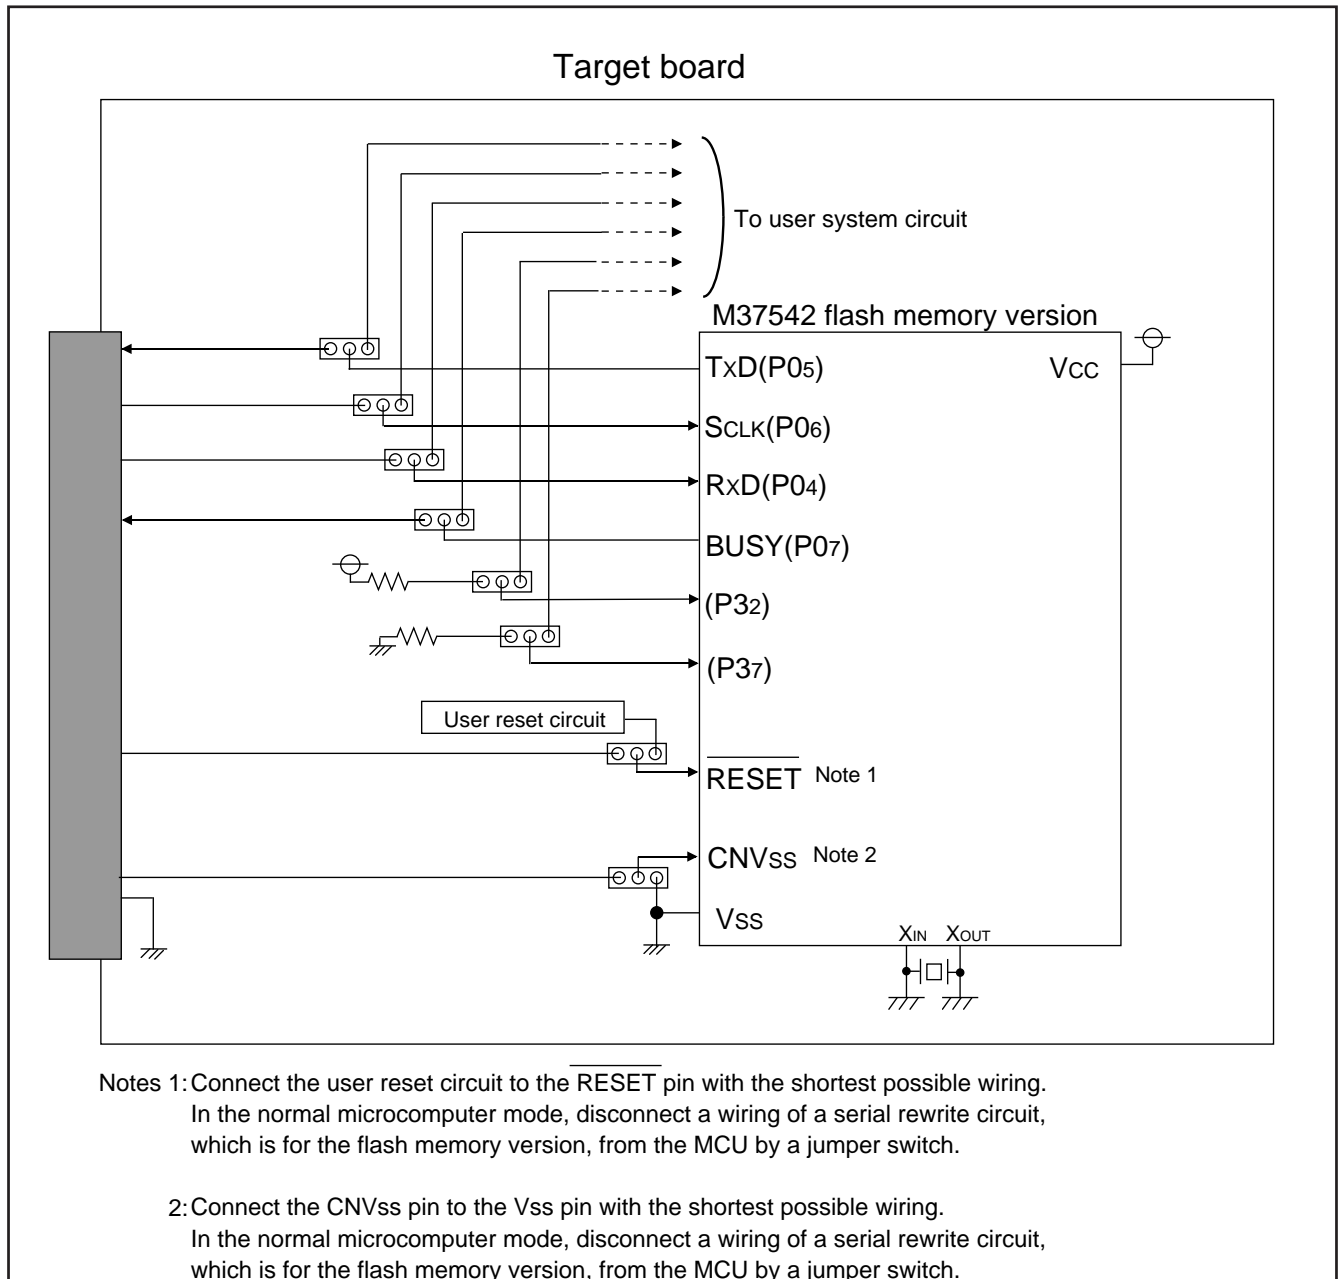 Target board
To user system circuit
M37542 flash memory version
TxD(P05)
VCC
SCLK(P06)
RxD(P04)
BUSY(P07)
(P32)
(P37)
User reset circuit
RESET Note 1
CNVss Note 2
Vss
XIN XOUT
Notes 1: Connect the user reset circuit to the RESET pin with the shortest possible wiring.
In the normal microcomputer mode, disconnect a wiring of a serial rewrite circuit,
which is for the flash memory version, from the MCU by a jumper switch.
2: Connect the CNVss pin to the Vss pin with the shortest possible wiring.
In the normal microcomputer mode, disconnect a wiring of a serial rewrite circuit,
which is for the flash memory version, from the MCU by a jumper switch.